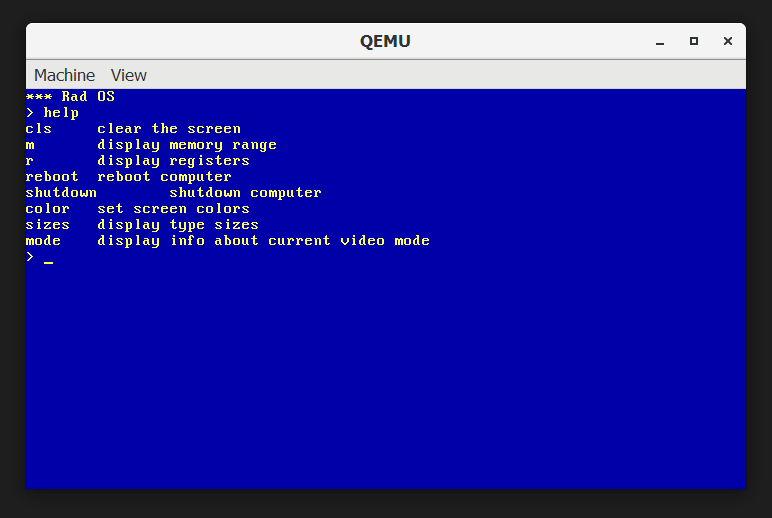 QEMU
Machine View
*** Rad OS
> help
cls     clear the screen
m       display memory range
r       display registers
reboot  reboot computer
shutdown        shutdown computer
color   set screen colors
sizes   display type sizes
mode    display info about current video mode
> _